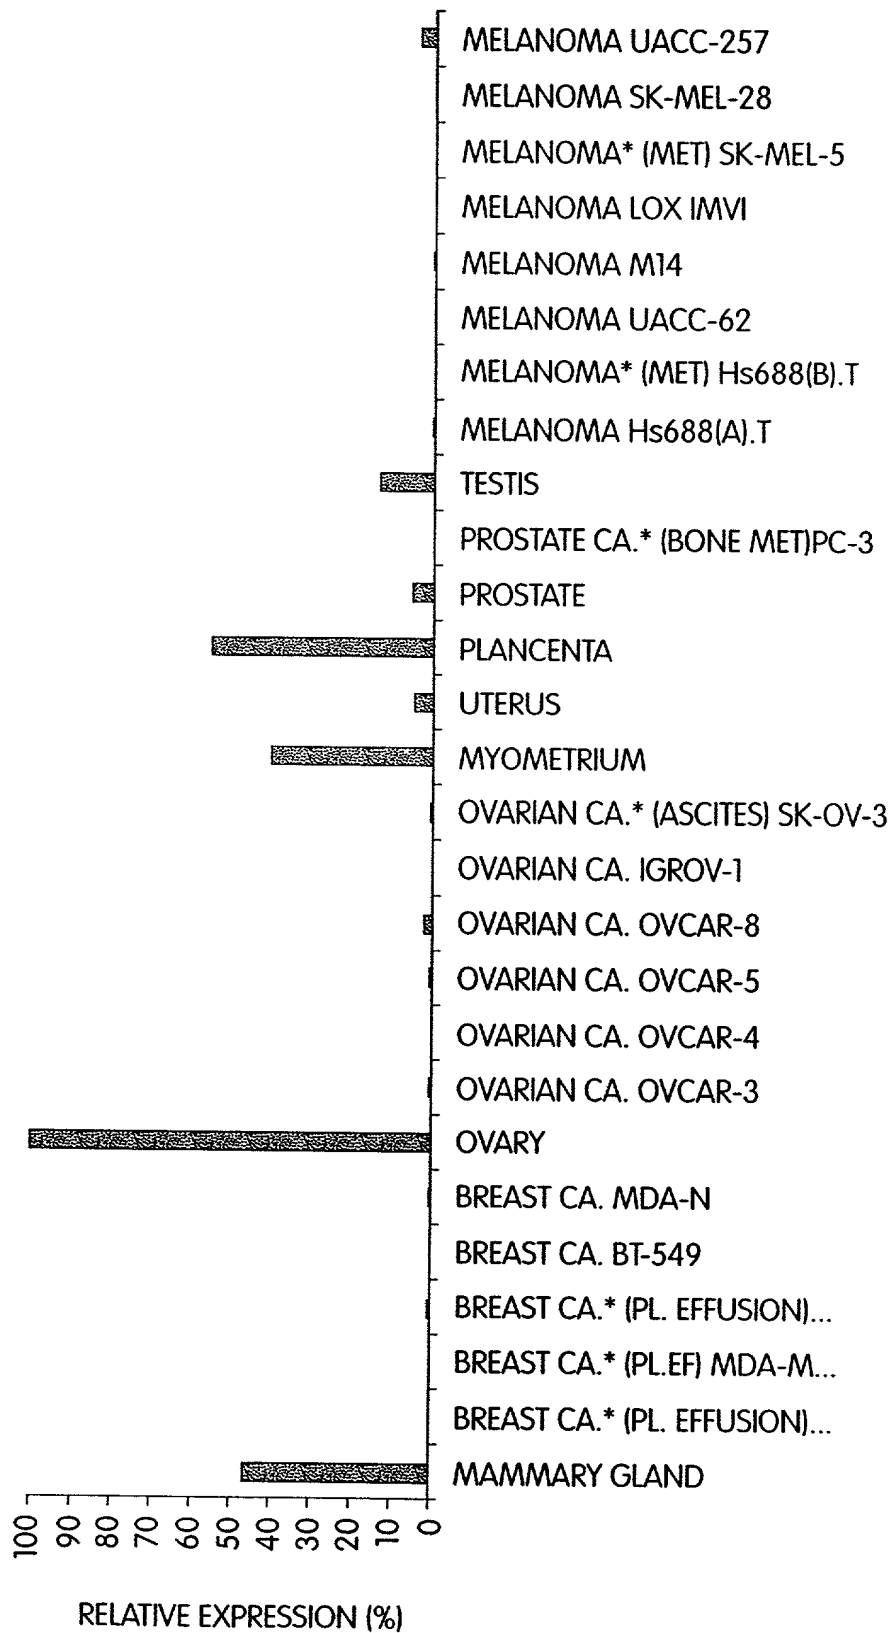 MELANOMA UACC-257
MELANOMA SK-MEL-28
MELANOMA* (MET) SK-MEL-5
MELANOMA LOX IMVI
MELANOMA M14
MELANOMA UACC-62
MELANOMA* (MET) Hs688(B).T
MELANOMA Hs688(A).T
TESTIS
PROSTATE CA.* (BONE MET)PC-3
PROSTATE
PLANCENTA
UTERUS
MYOMETRIUM
OVARIAN CA.* (ASCITES) SK-OV-3
OVARIAN CA. IGROV-1
OVARIAN CA. OVCAR-8
OVARIAN CA. OVCAR-5
OVARIAN CA. OVCAR-4
OVARIAN CA. OVCAR-3
OVARY
BREAST CA. MDA-N
BREAST CA. BT-549
BREAST CA.* (PL. EFFUSION)...
BREAST CA.* (PL.EF) MDA-M...
BREAST CA.* (PL. EFFUSION)...
MAMMARY GLAND
100 90 80 70 60 50 40 30 20 10 0
RELATIVE EXPRESSION (%)